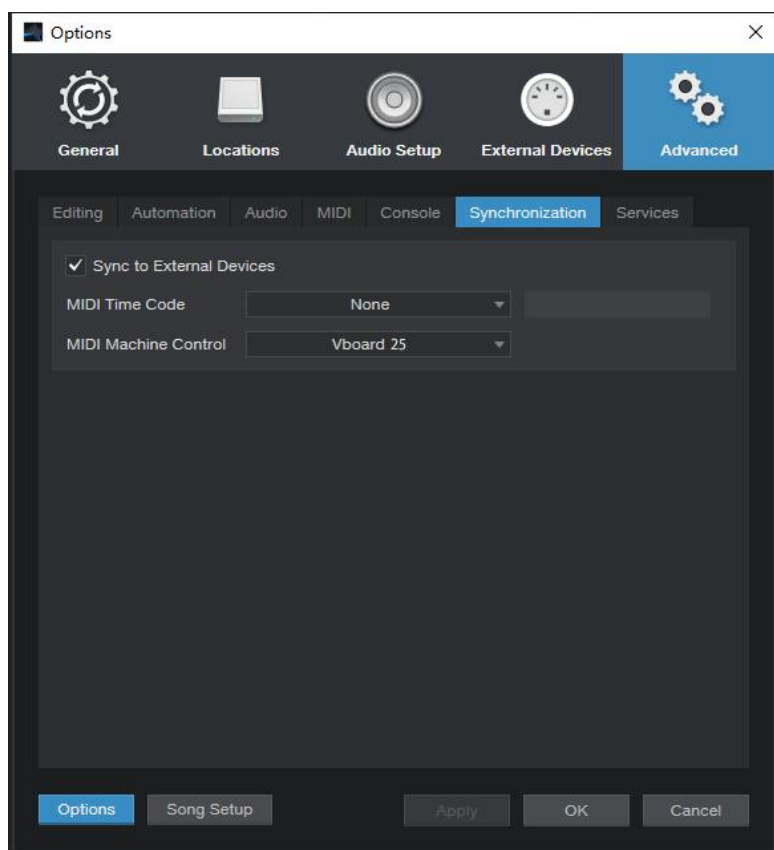 Options
General Locations Audio Setup External Devices Advanced
Editing Automation Audio MIDI Console Synchronization Services
Sync to External Devices
MIDI Time Code None
MIDI Machine Control Vboard 25
Options Song Setup Apply OK Cancel